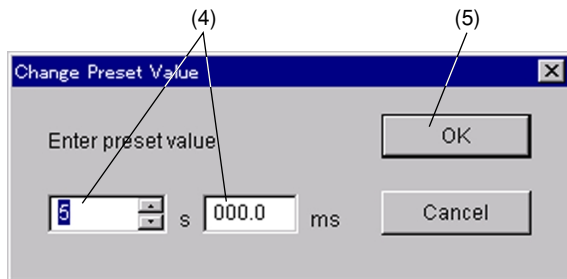 (4) (5)
Change Preset Value
Enter preset value
OK
5 s 000.0 ms
Cancel